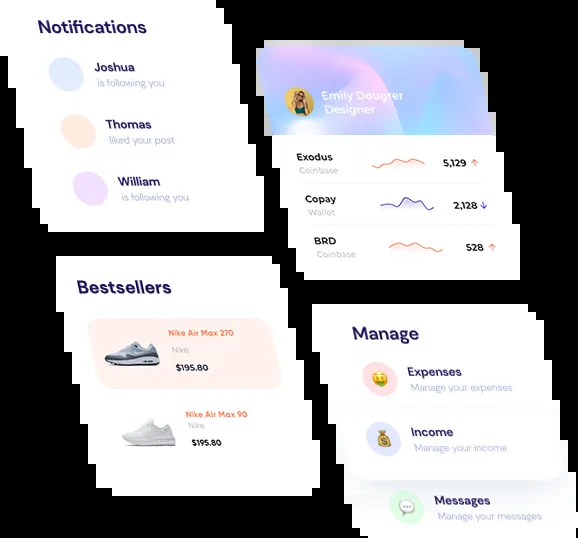 Notifications
Joshua
is following you
Thomas
liked your post
William
is following you
Emily Dougrer
Designer
Exodus
Coinbase
5,129 ↑
Copay
Wallet
2,128 ↓
BRD
Coinbase
528 ↑
Bestsellers
Nike Air Max 270
Nike
$195.80
Nike Air Max 90
Nike
$195.80
Manage
Expenses
Manage your expenses
Income
Manage your income
Messages
Manage your messages